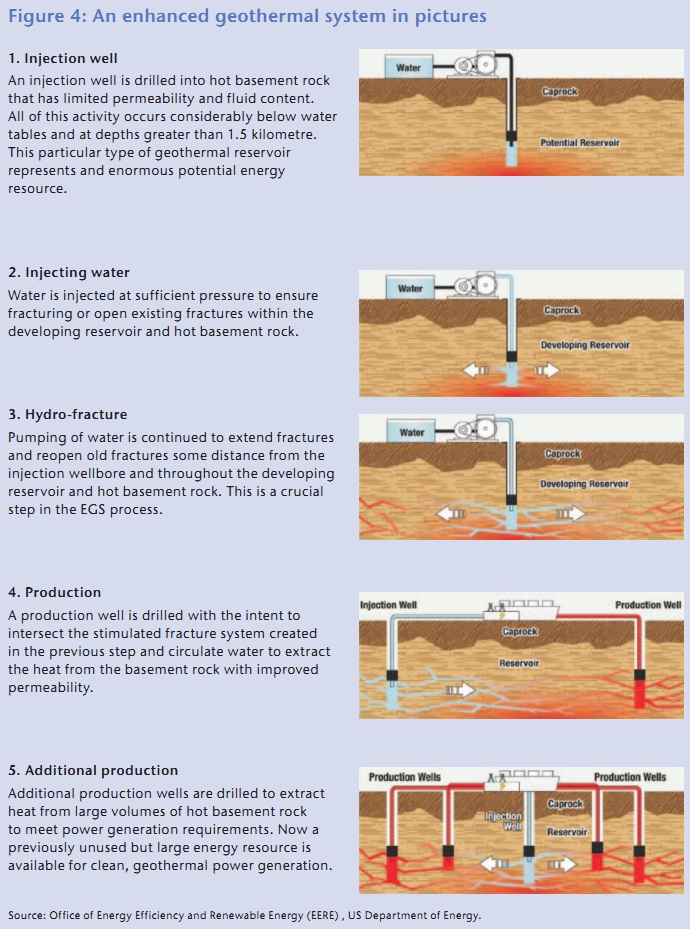 Figure 4: An enhanced geothermal system in pictures
1. Injection well
An injection well is drilled into hot basement rock
that has limited permeability and fluid content.
All of this activity occurs considerably below water
tables and at depths greater than 1.5 kilometre.
This particular type of geothermal reservoir
represents and enormous potential energy
resource.
Water
Caprock
Potential Reservoir
2. Injecting water
Water is injected at sufficient pressure to ensure
fracturing or open existing fractures within the
developing reservoir and hot basement rock.
Water
Caprock
Developing Reservoir
3. Hydro-fracture
Pumping of water is continued to extend fractures
and reopen old fractures some distance from the
injection wellbore and throughout the developing
reservoir and hot basement rock. This is a crucial
step in the EGS process.
Water
Caprock
Developing Reservoir
4. Production
A production well is drilled with the intent to
intersect the stimulated fracture system created
in the previous step and circulate water to extract
the heat from the basement rock with improved
permeability.
Injection Well
Production Well
Caprock
Reservoir
5. Additional production
Additional production wells are drilled to extract
heat from large volumes of hot basement rock
to meet power generation requirements. Now a
previously unused but large energy resource is
available for clean, geothermal power generation.
Production Wells
Production Wells
Caprock
Injection
Well
Reservoir
Source: Office of Energy Efficiency and Renewable Energy (EERE) , US Department of Energy.